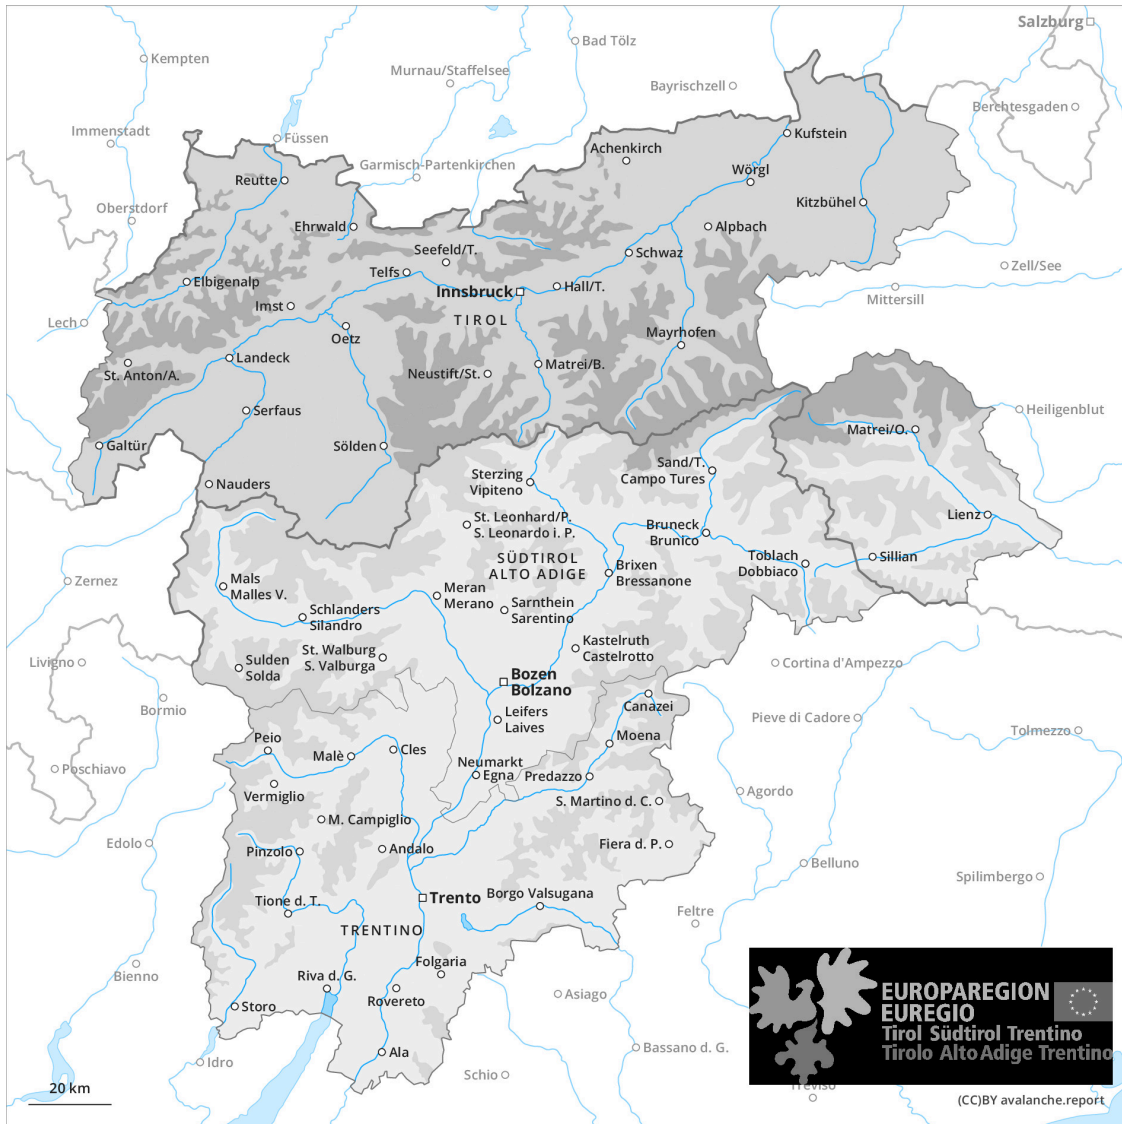 Salzburg
Bad Tölz
Kempten
Murnau/Staffelsee
Bayrischzell
Berchtesgaden
Immenstadt
Füssen
Kufstein
Achenkirch
Garmisch-Partenkirchen
Wörgl
Reutte
Kitzbühel
Oberstdorf
Ehrwald
Alpbach
Seefeld/T.
Schwaz
Telfs
Zell/See
Elbigenalp
Innsbruck
Hall/T.
Mittersill
Imst
TIROL
Lech
Oetz
Mayrhofen
Landeck
Matrei/B.
St. Anton/A.
Neustift/St.
Serfaus
Heiligenblut
Matrei/O.
Galtür
Sölden
Sand/T.
Campo Tures
Sterzing
Vipiteno
Nauders
Lienz
St. Leonhard/P.
S. Leonardo i. P.
Bruneck
Brunico
SÜDTIROL
ALTO ADIGE
Toblach
Dobbiaco
Sillian
Brixen
Bressanone
Zernez
Mals
Malles V.
Meran
Merano
Sarnthein
Sarentino
Schlanders
Silandro
Kastelruth
Castelrotto
St. Walburg
S. Valburga
Livigno
Sulden
Solda
Cortina d'Ampezzo
Bozen
Bolzano
Bormio
Canazei
Leifers
Laives
Pieve di Cadore
Tolmezzo
Peio
Moena
Malè
Cles
Neumarkt
Egna
Predazzo
Poschiavo
Vermiglio
Agordo
S. Martino d. C.
M. Campiglio
Edolo
Pinzolo
Andalo
Fiera d. P.
Belluno
Spilimbergo
Tione d. T.
Trento
Borgo Valsugana
Feltre
TRENTINO
Bienno
Folgaria
Riva d. G.
Rovereto
Asiago
Storo
EUROPAREGION
EUREGIO
Tirol Südtirol Trentino
Tirolo Alto Adige Trentino
Idro
Ala
Bassano d. G.
Schio
Treviso
20 km
(CC)BY avalanche.report